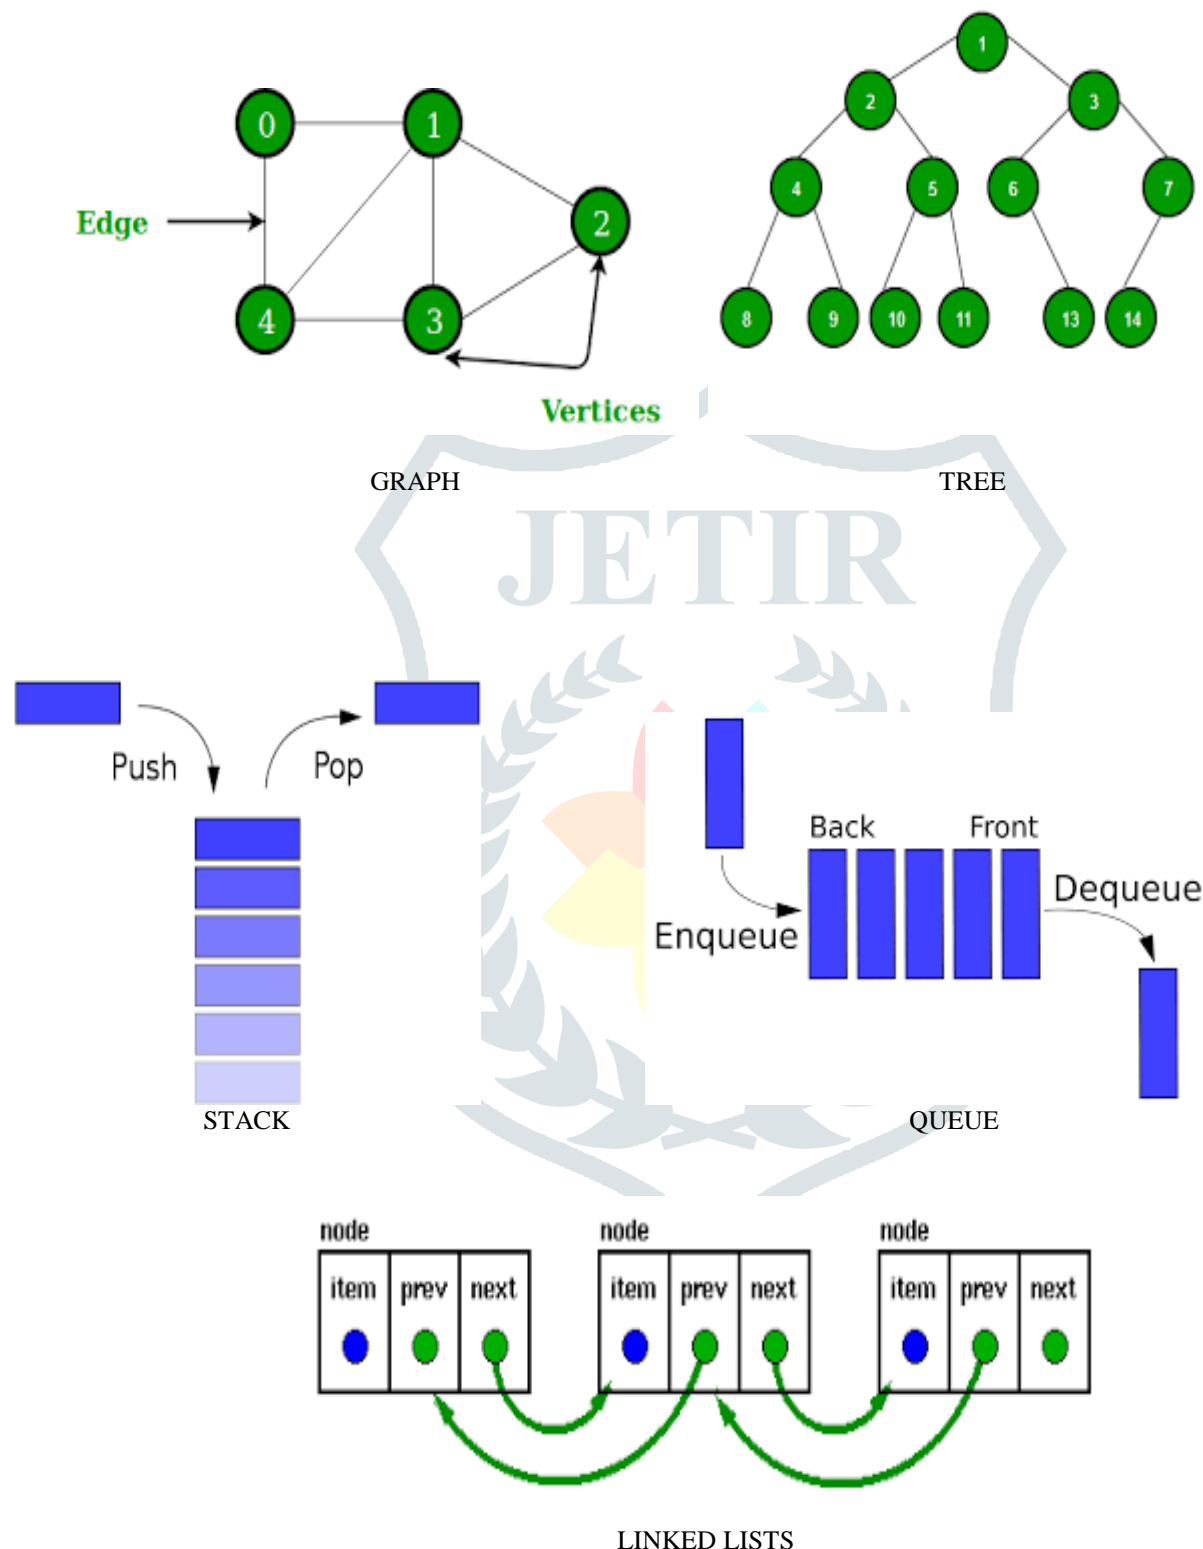 1
2 3
0 1
4 5 6 7
Edge
2
4 3
8 9 10 11 13 14
Vertices
GRAPH TREE
JETIR
Push Pop
Back Front
Dequeue
Enqueue
STACK QUEUE
node node node
item prev next item prev next item prev next
LINKED LISTS